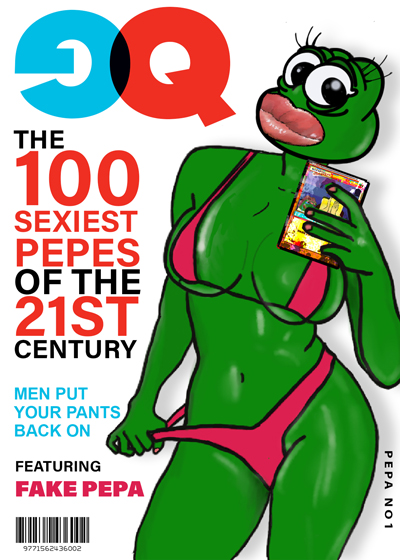 GQ
THE
100
SEXIEST
PEPES
OF THE
21ST
CENTURY
MEN PUT
YOUR PANTS
BACK ON
FEATURING
FAKE PEPA
PEPA NO1
9771562436002